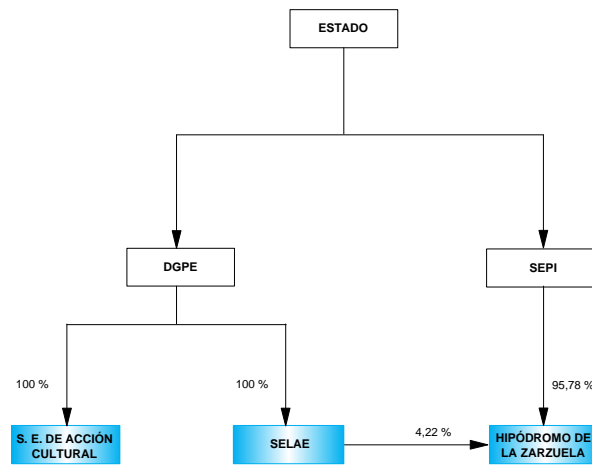 ESTADO
DGPE
SEPI
100 %
100 %
95,78 %
S. E. DE ACCIÓN
CULTURAL
SELAE
4,22 %
HIPÓDROMO DE
LA ZARZUELA